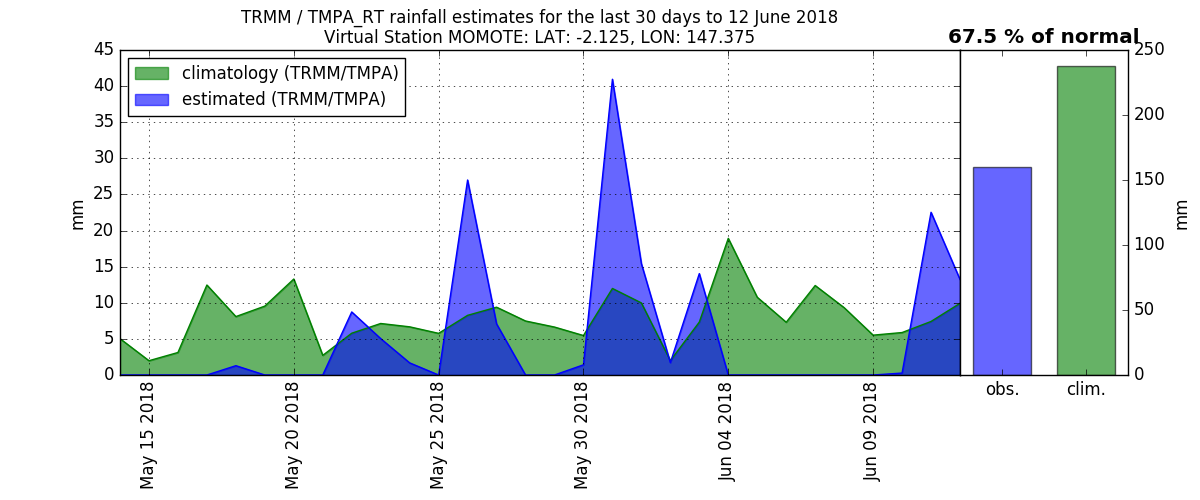 TRMM / TMPA_RT rainfall estimates for the last 30 days to 12 June 2018
Virtual Station MOMOTE: LAT: -2.125, LON: 147.375
67.5 % of normal
climatology (TRMM/TMPA)
estimated (TRMM/TMPA)
mm
45
40
35
30
25
20
15
10
5
0
May 15 2018
May 20 2018
May 25 2018
May 30 2018
Jun 04 2018
Jun 09 2018
obs.
clim.
250
200
150
100
50
0
mm